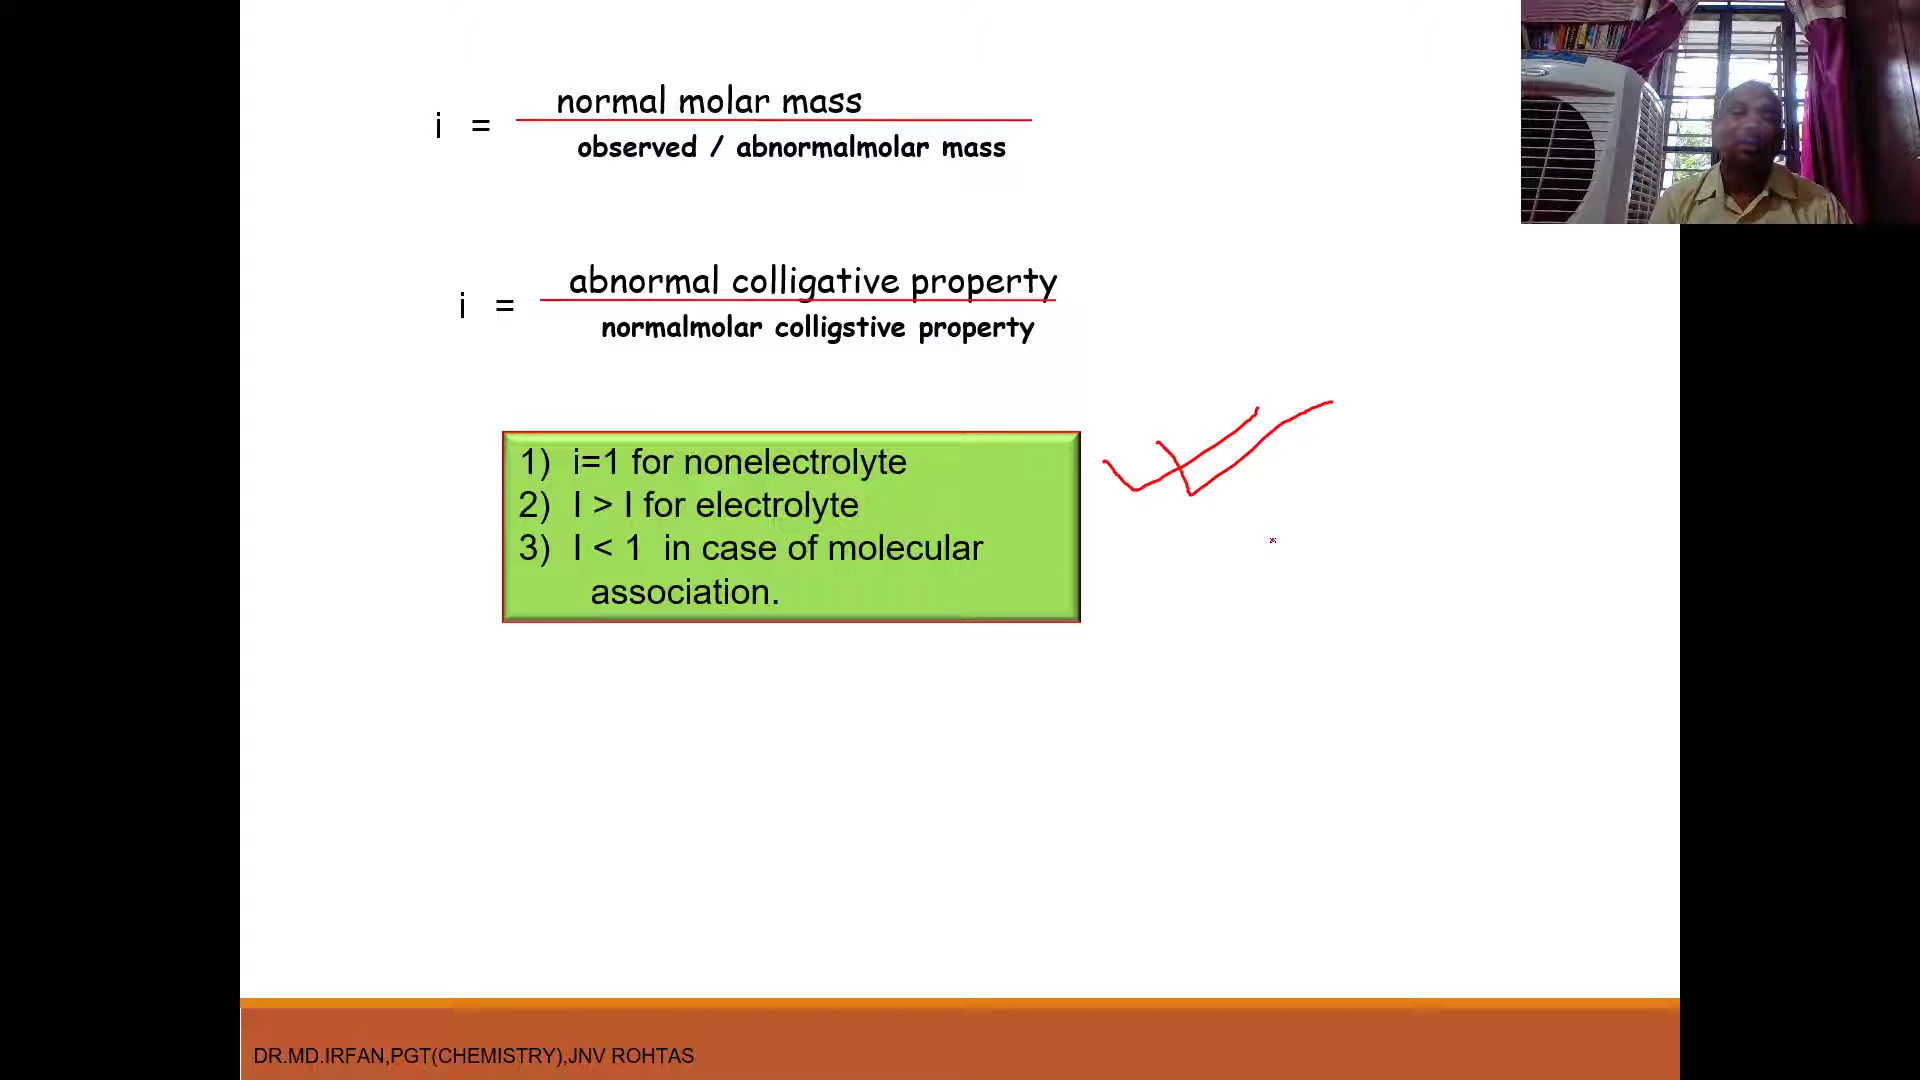 i = normal molar mass
observed / abnormalmolar mass
i = abnormal colligative property
normalmolar colligstive property
1) i=1 for nonelectrolyte
2) I > I for electrolyte
3) I < 1 in case of molecular
association.
DR.MD.IRFAN,PGT(CHEMISTRY),JNV ROHTAS